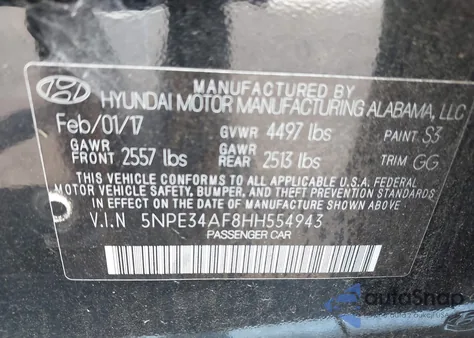 MANUFACTURED BY
HYUNDAI MOTOR MANUFACTURING ALABAMA, LLC
Feb/01/17 GVWR 4497 lbs PAINT S3
GAWR FRONT 2557 lbs GAWR REAR 2513 lbs TRIM GG
THIS VEHICLE CONFORMS TO ALL APPLICABLE U.S.A. FEDERAL
MOTOR VEHICLE SAFETY, BUMPER, AND THEFT PREVENTION STANDARDS
IN EFFECT ON THE DATE OF MANUFACTURE SHOWN ABOVE.
V.I.N 5NPE34AF8HH554943
PASSENGER CAR
autoSnap